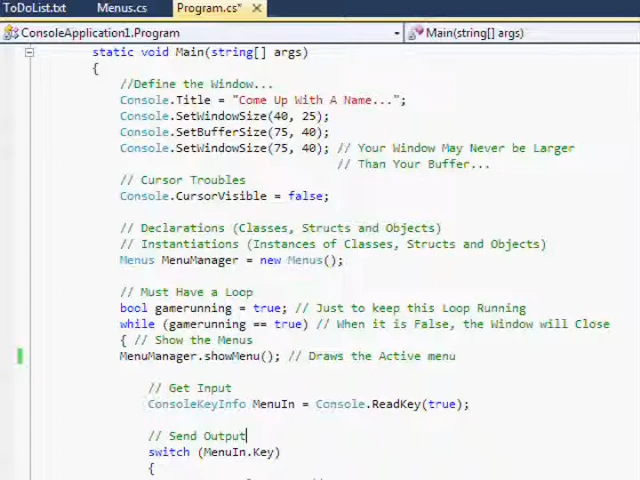 ToDoList.txt Menus.cs Program.cs*
ConsoleApplication1.Program Main(string[] args)
static void Main(string[] args)
{
//Define the Window...
Console.Title = "Come Up With A Name...";
Console.SetWindowSize(40, 25);
Console.SetBufferSize(75, 40);
Console.SetWindowSize(75, 40); // Your Window May Never be Larger
// Than Your Buffer...
// Cursor Troubles
Console.CursorVisible = false;
// Declarations (Classes, Structs and Objects)
// Instantiations (Instances of Classes, Structs and Objects)
Menus MenuManager = new Menus();
// Must Have a Loop
bool gamerunning = true; // Just to keep this Loop Running
while (gamerunning == true) // When it is False, the Window will Close
{ // Show the Menus
MenuManager.showMenu(); // Draws the Active menu
// Get Input
ConsoleKeyInfo MenuIn = Console.ReadKey(true);
// Send Output
switch (MenuIn.Key)
{